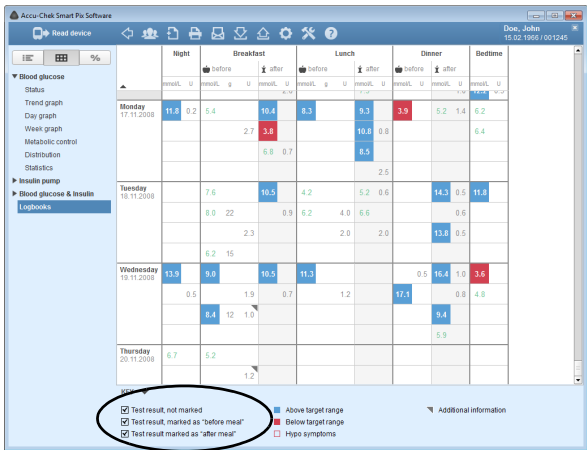 Accu-Chek Smart Pix Software
Read device
Doe, John
15.02.1966 / 001245
%
Blood glucose
Status
Trend graph
Day graph
Week graph
Metabolic control
Distribution
Statistics
Insulin pump
Blood glucose & Insulin
Logbooks
Night Breakfast Lunch Dinner Bedtime
before after before after before after
mmol/L U mmol/L g U mmol/L U mmol/L g U mmol/L U mmol/L U mmol/L U mmol/L U
Monday 11.8 0.2 5.4 10.4 8.3 9.3 3.9 5.2 1.4 6.2
17.11.2008
2.7 3.8 10.8 0.8 6.4
6.8 0.7 8.5
2.5
Tuesday 7.6 10.5 4.2 5.2 0.6 14.3 0.5 11.8
18.11.2008
8.0 22 0.9 6.2 4.0 6.6 0.6
2.3 2.0 2.0 13.8 0.5
6.2 15
Wednesday 13.9 9.0 10.5 11.3 0.5 16.4 1.0 3.6
19.11.2008
0.5 1.9 0.7 1.2 17.1 0.8 4.8
8.4 12 1.0 9.4
5.9
Thursday 6.7 5.2
20.11.2008
1.2
KEY
Test result, not marked Above target range Additional information
Test result, marked as "before meal" Below target range
Test result marked as "after meal" Hypo symptoms